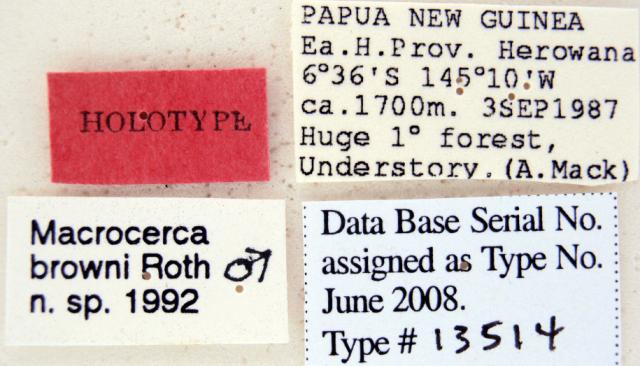 HOLOTYPE
PAPUA NEW GUINEA
Ea.H.Prov. Herowana
6°36'S 145°10'W
ca.1700m. 3SEP1987
Huge 1° forest,
Understory. (A.Mack)
Macrocerca
browni Roth ♂
n. sp. 1992
Data Base Serial No.
assigned as Type No.
June 2008.
Type # 13514